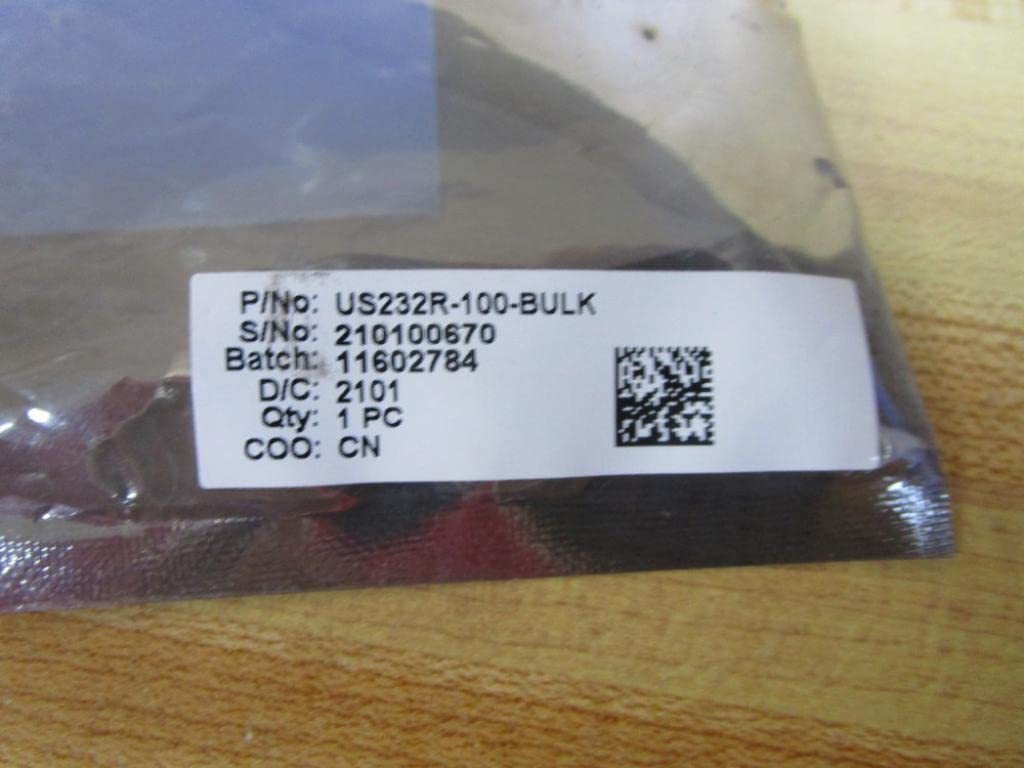 P/No: US232R-100-BULK
S/No: 210100670
Batch: 11602784
D/C: 2101
Qty: 1 PC
COO: CN